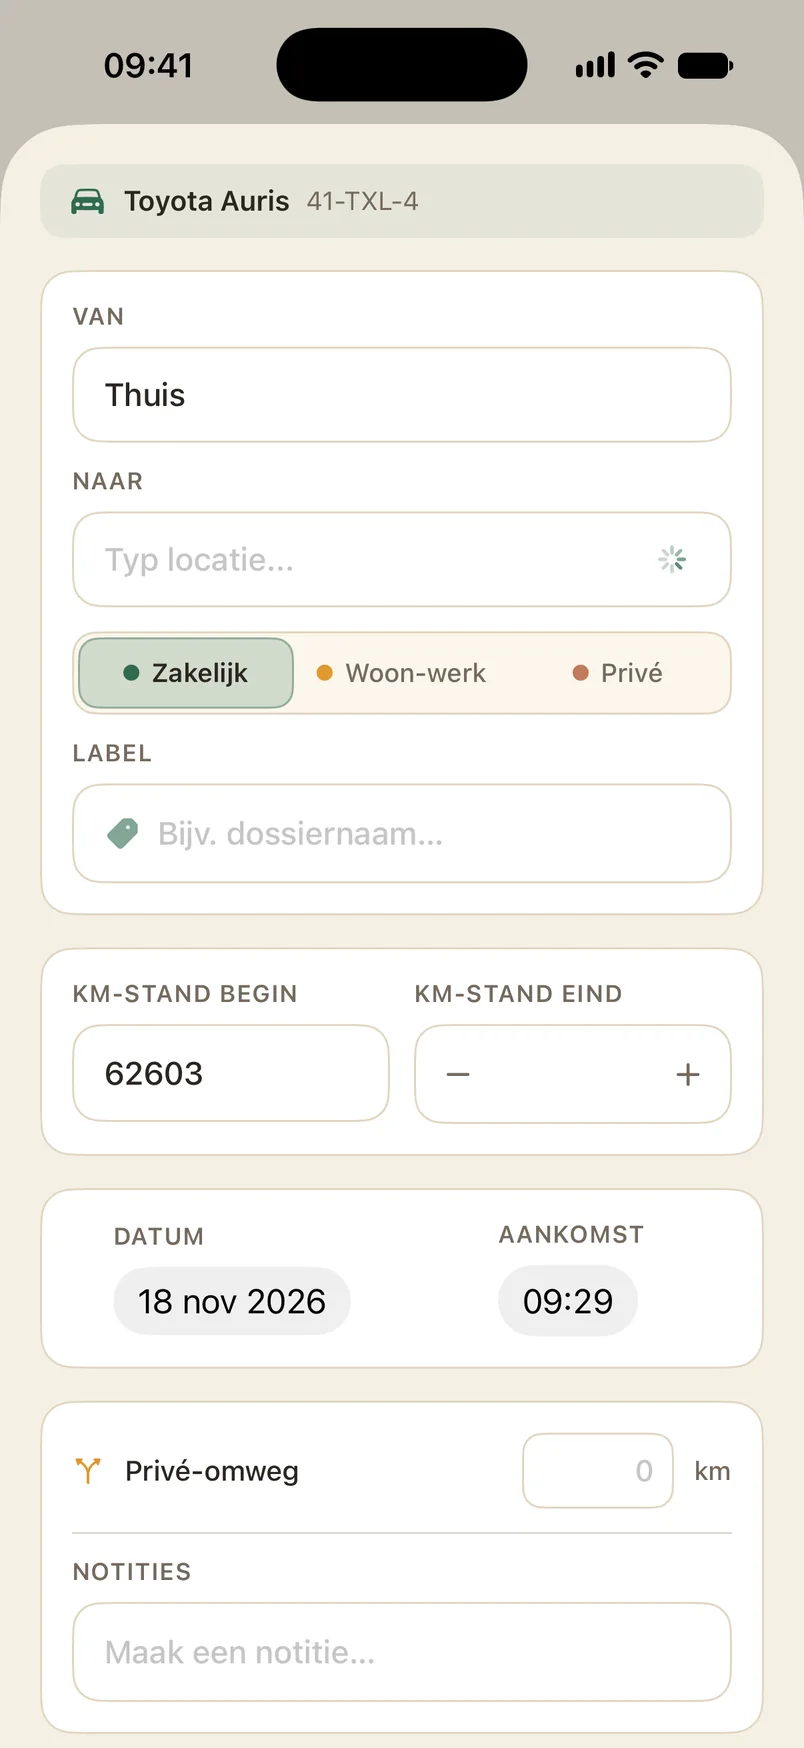 09:41
Toyota Auris 41-TXL-4
VAN
Thuis
NAAR
Typ locatie...
Zakelijk Woon-werk Privé
LABEL
Bijv. dossiernaam...
KM-STAND BEGIN KM-STAND EIND
62603 − +
DATUM AANKOMST
18 nov 2026 09:29
Privé-omweg 0 km
NOTITIES
Maak een notitie...